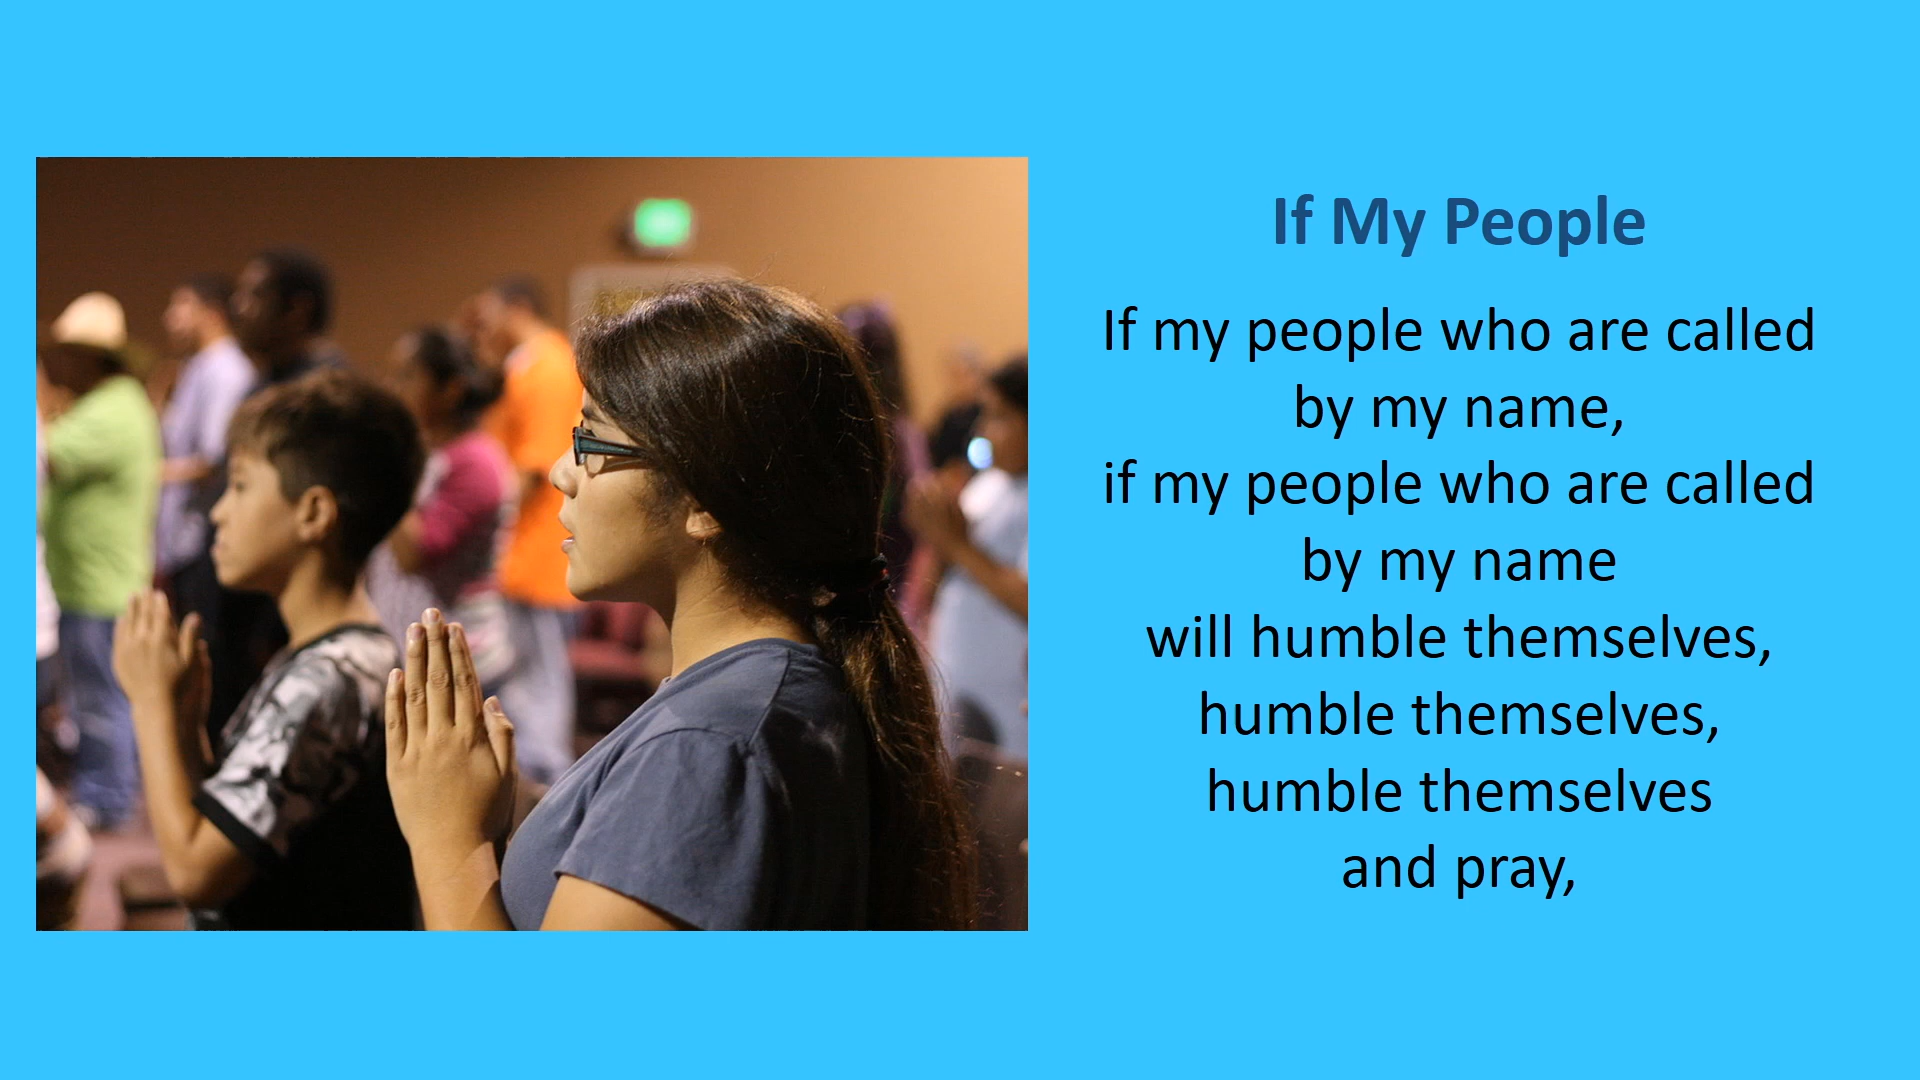 If My People
If my people who are called
by my name,
if my people who are called
by my name
will humble themselves,
humble themselves,
humble themselves
and pray,